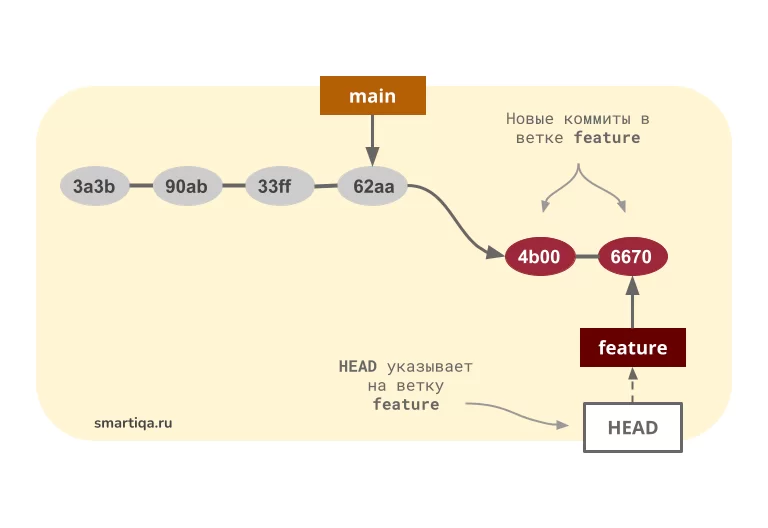 main
Новые коммиты в
ветке feature
3a3b
90ab
33ff
62aa
4b00
6670
feature
HEAD указывает
на ветку
feature
HEAD
smartiqa.ru